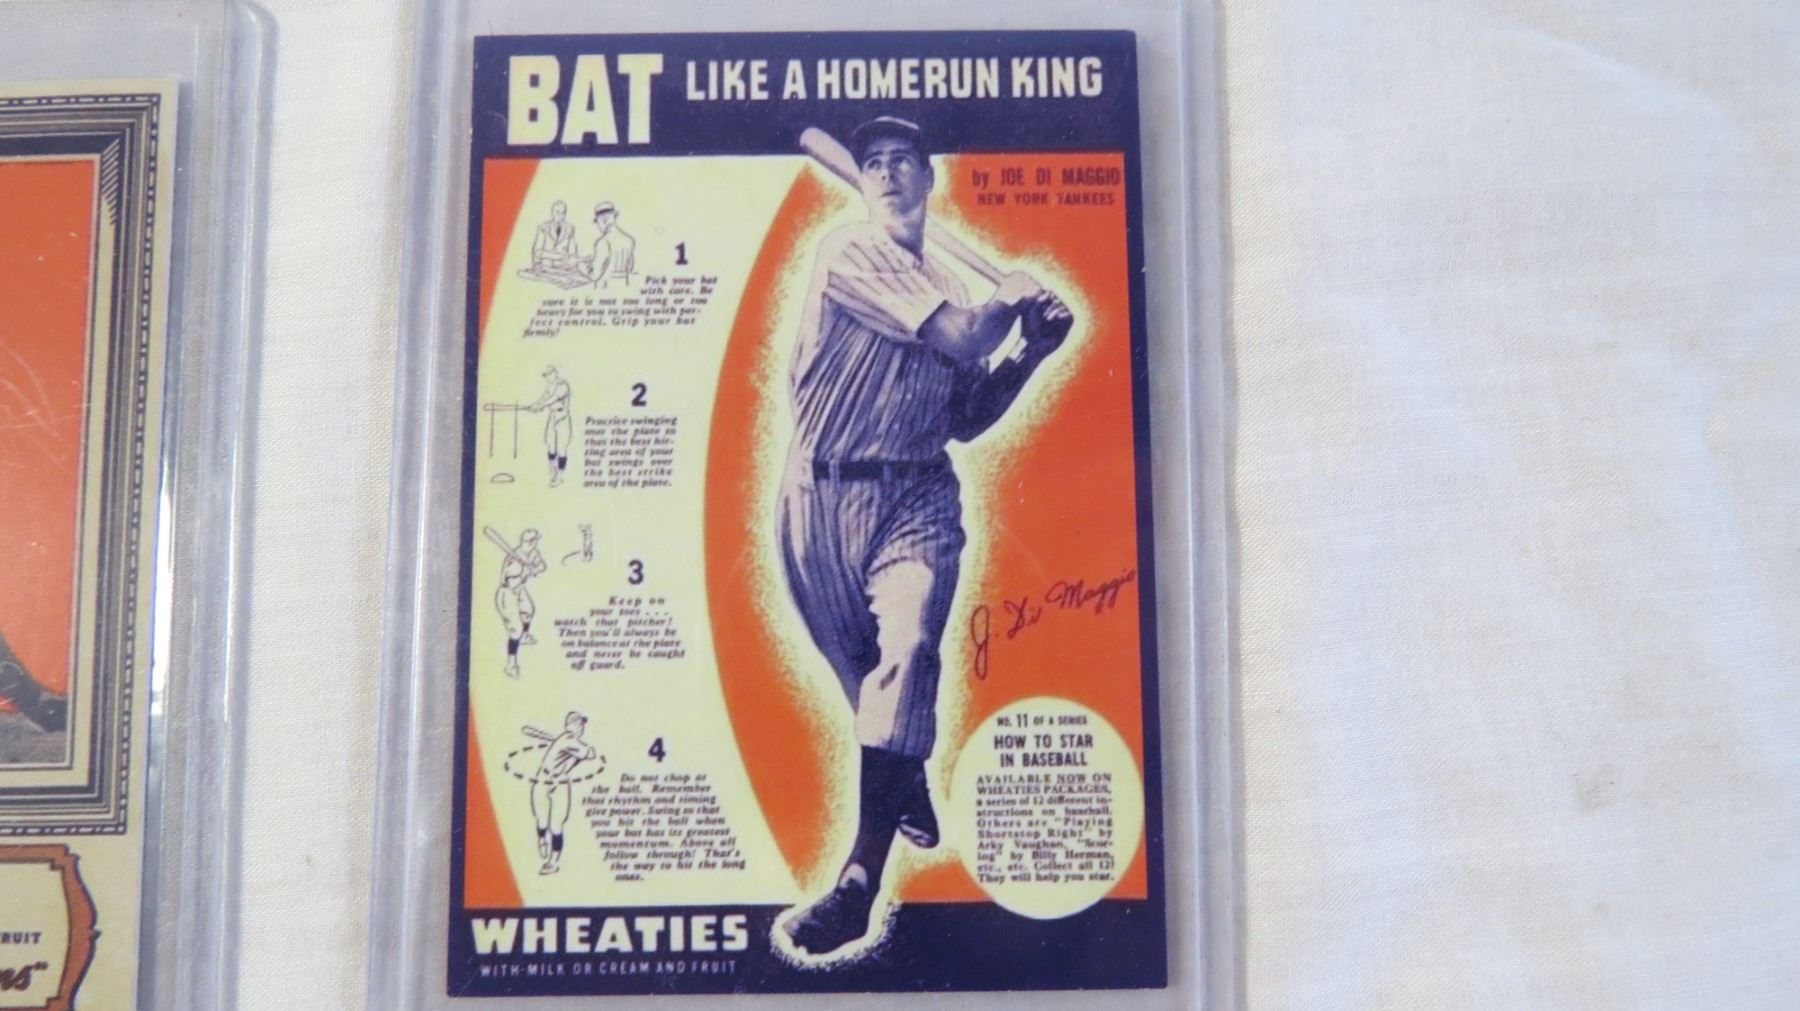 BAT LIKE A HOMERUN KING
by JOE DI MAGGIO
NEW YORK YANKEES
1
Pick your bat
with care. Be
sure it is not too long or too
heavy for you to swing with per-
fect control. Grip your bat
firmly!
2
Practice swinging
over the plate so
that the best hit-
ting area of your
bat swings over
the best strike
area of the plate.
3
Keep on
your toes . . .
watch that pitcher!
Then you'll always be
on balance at the plate
and never be caught
off guard.
4
Do not chop at
the ball. Remember
that rhythm and timing
give power. Swing so that
you hit the ball when
your bat has its greatest
momentum. Above all
follow through! That's
the way to hit the long
ones.
J. Di Maggio
NO. 11 OF A SERIES
HOW TO STAR
IN BASEBALL
AVAILABLE NOW ON
WHEATIES PACKAGES,
a series of 12 different in-
structions on baseball.
Others are "Playing
Shortstop Right" by
Arky Vaughan, "Scor-
ing" by Billy Herman,
etc., etc. Collect all 12!
They will help you star.
WHEATIES
WITH MILK OR CREAM AND FRUIT
RUIT
ns"